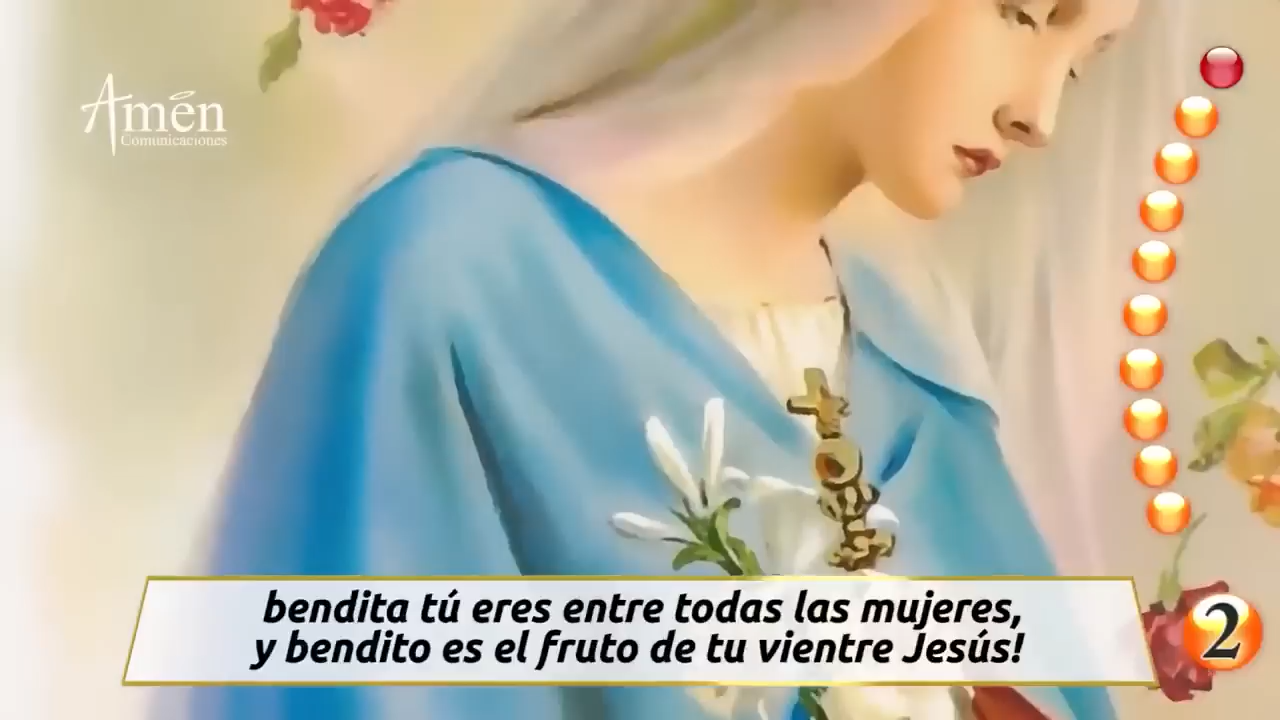 Amén
Comunicaciones
bendita tú eres entre todas las mujeres,
y bendito es el fruto de tu vientre Jesús!
2